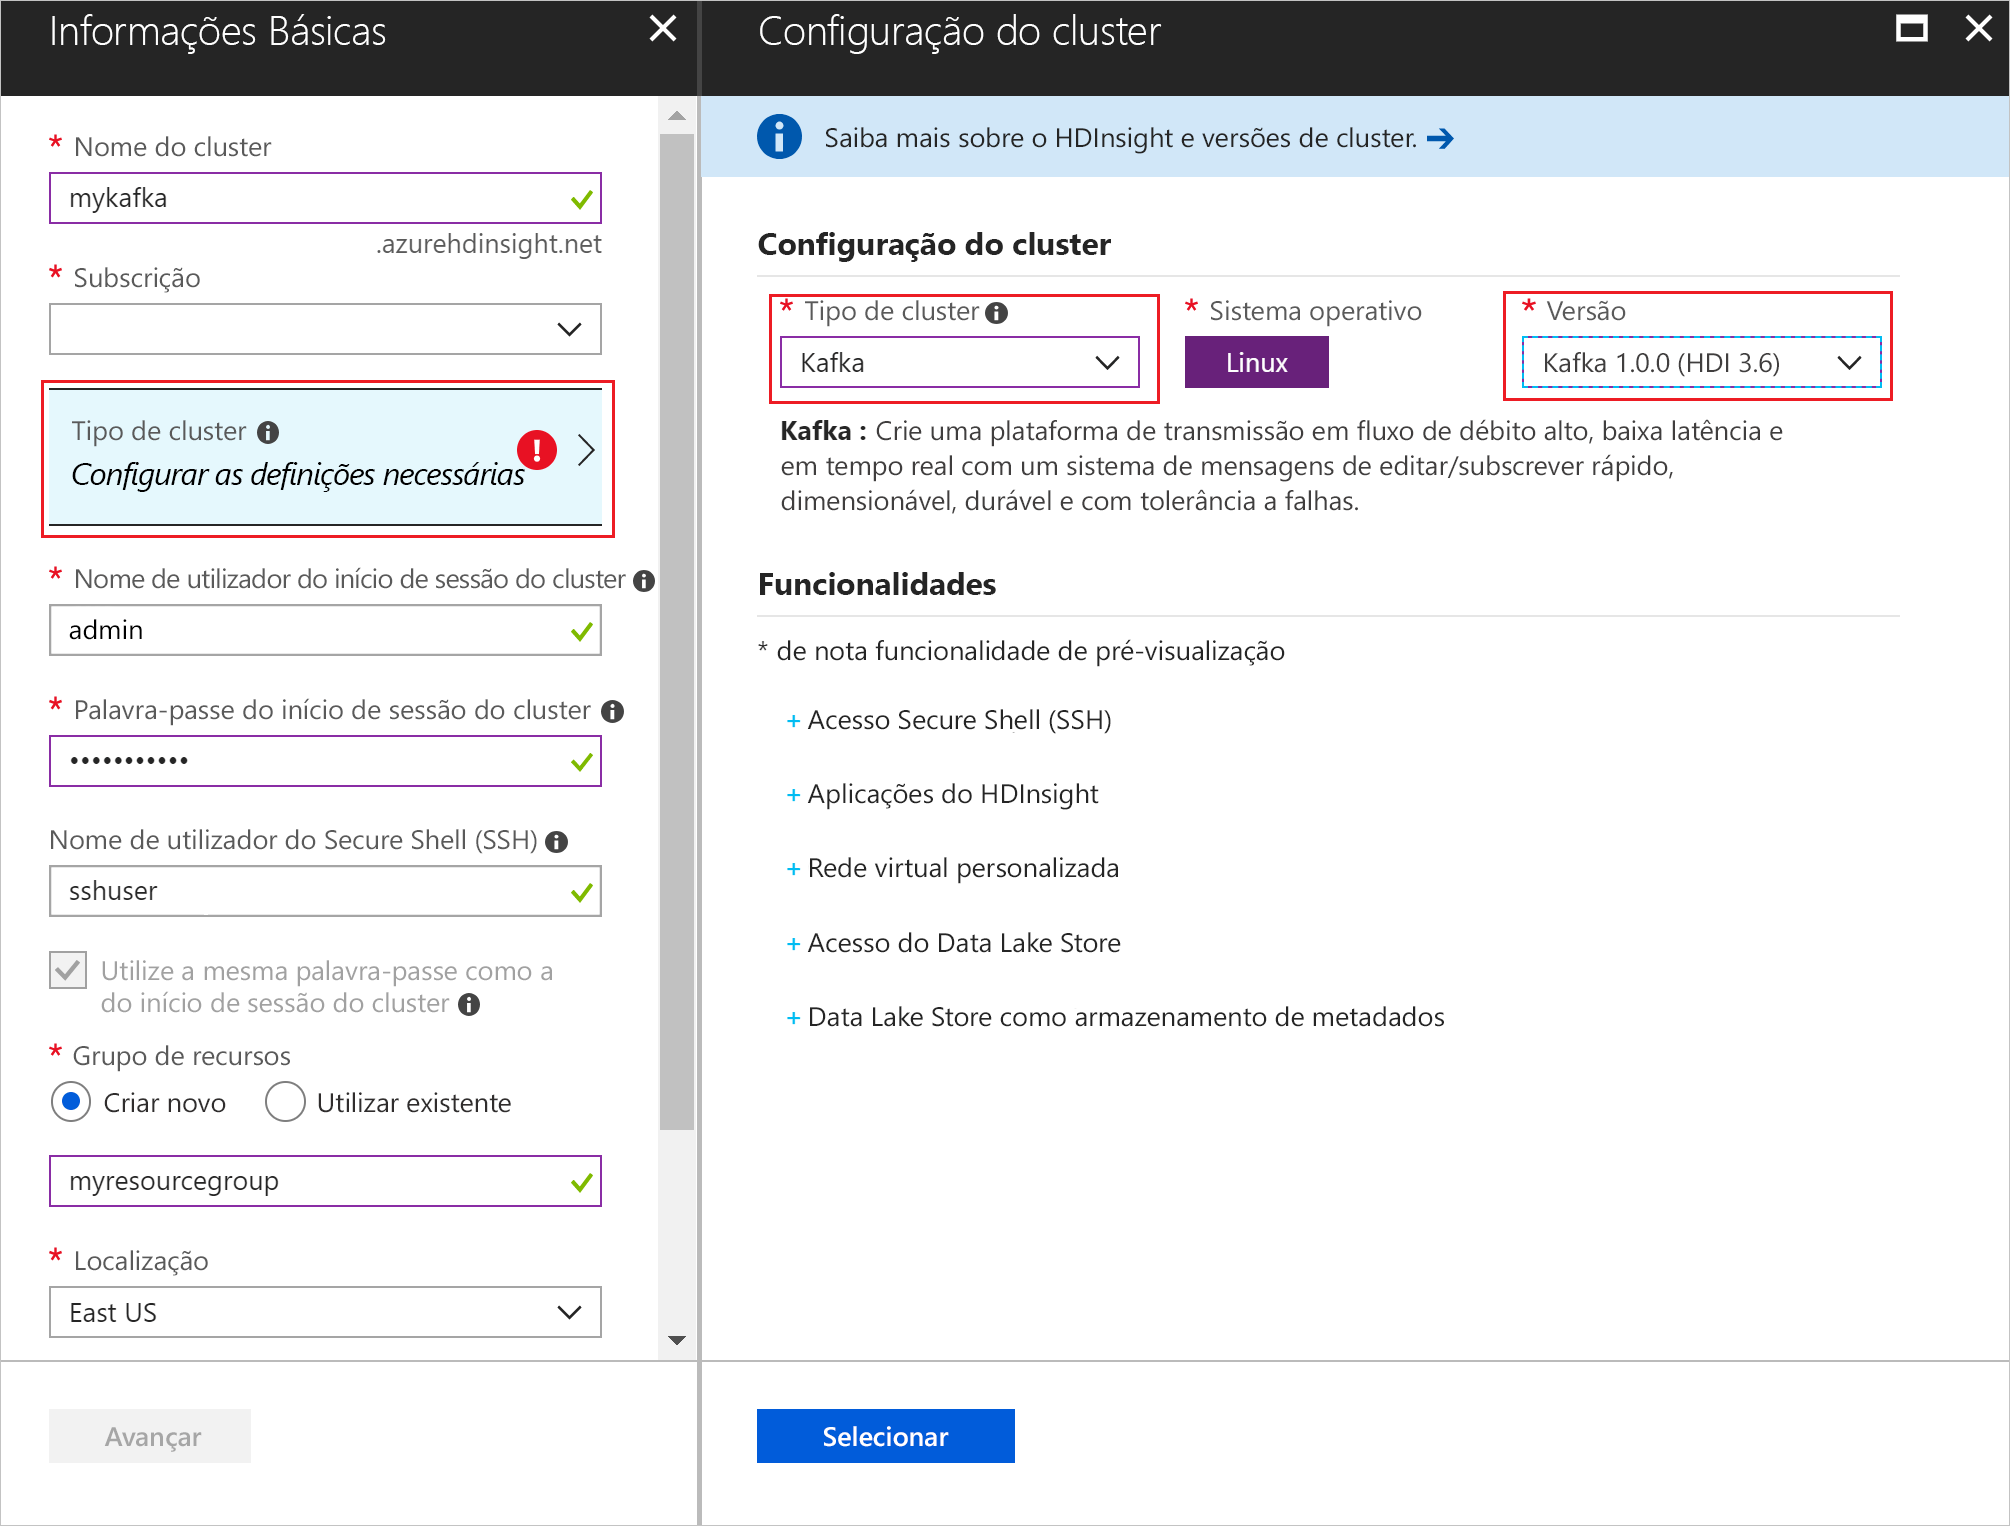 Informações Básicas
* Nome do cluster
mykafka
.azurehdinsight.net
* Subscrição
Tipo de cluster
Configurar as definições necessárias
* Nome de utilizador do início de sessão do cluster
admin
* Palavra-passe do início de sessão do cluster
•••••••••••
Nome de utilizador do Secure Shell (SSH)
sshuser
Utilize a mesma palavra-passe como a
do início de sessão do cluster
* Grupo de recursos
Criar novo Utilizar existente
myresourcegroup
* Localização
East US
Avançar
Configuração do cluster
Saiba mais sobre o HDInsight e versões de cluster. →
Configuração do cluster
* Tipo de cluster * Sistema operativo * Versão
Kafka Linux Kafka 1.0.0 (HDI 3.6)
Kafka : Crie uma plataforma de transmissão em fluxo de débito alto, baixa latência e
em tempo real com um sistema de mensagens de editar/subscrever rápido,
dimensionável, durável e com tolerância a falhas.
Funcionalidades
* de nota funcionalidade de pré-visualização
+ Acesso Secure Shell (SSH)
+ Aplicações do HDInsight
+ Rede virtual personalizada
+ Acesso do Data Lake Store
+ Data Lake Store como armazenamento de metadados
Selecionar